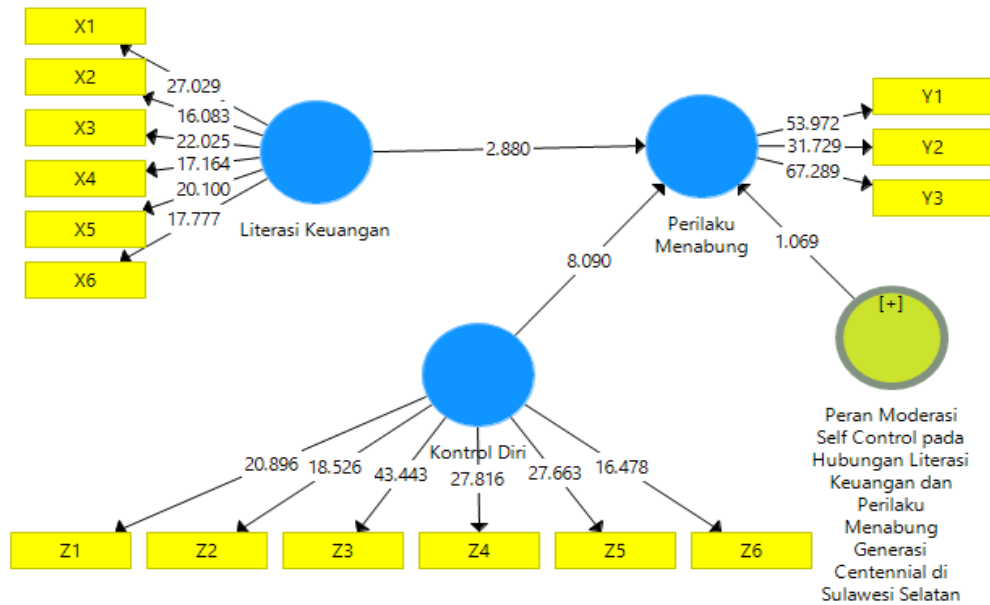 X1
X2
X3
X4
X5
X6
27.029
16.083
22.025
17.164
20.100
17.777
Literasi Keuangan
2.880
Perilaku
Menabung
53.972
31.729
67.289
Y1
Y2
Y3
8.090
1.069
[+]
Peran Moderasi
Self Control pada
Hubungan Literasi
Keuangan dan
Perilaku
Menabung
Generasi
Centennial di
Sulawesi Selatan
Kontrol Diri
20.896
18.526
43.443
27.816
27.663
16.478
Z1
Z2
Z3
Z4
Z5
Z6